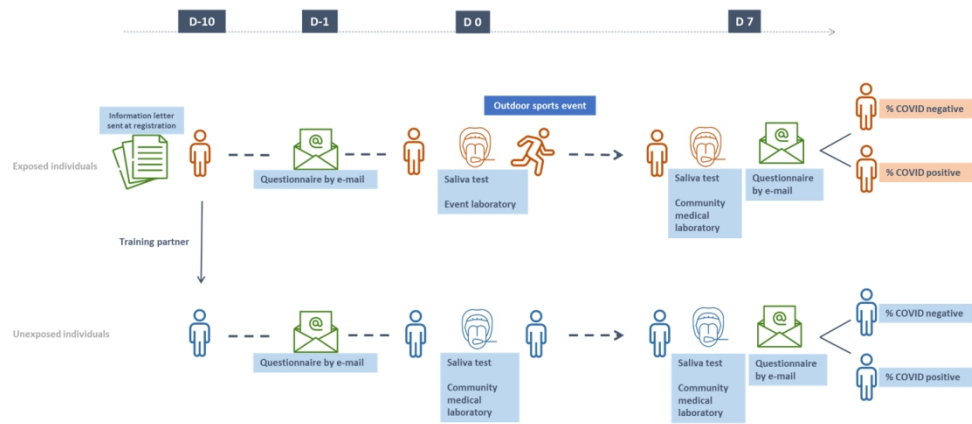 D-10
D-1
D 0
D 7
Outdoor sports event
Information letter
sent at registration
% COVID negative
@
@
Exposed individuals
% COVID positive
Questionnaire by e-mail
Saliva test
Event laboratory
Saliva test
Community
medical
laboratory
Questionnaire
by e-mail
Training partner
Unexposed individuals
@
@
% COVID negative
Questionnaire by e-mail
Saliva test
Community
medical
laboratory
Saliva test
Community
medical
laboratory
Questionnaire
by e-mail
% COVID positive